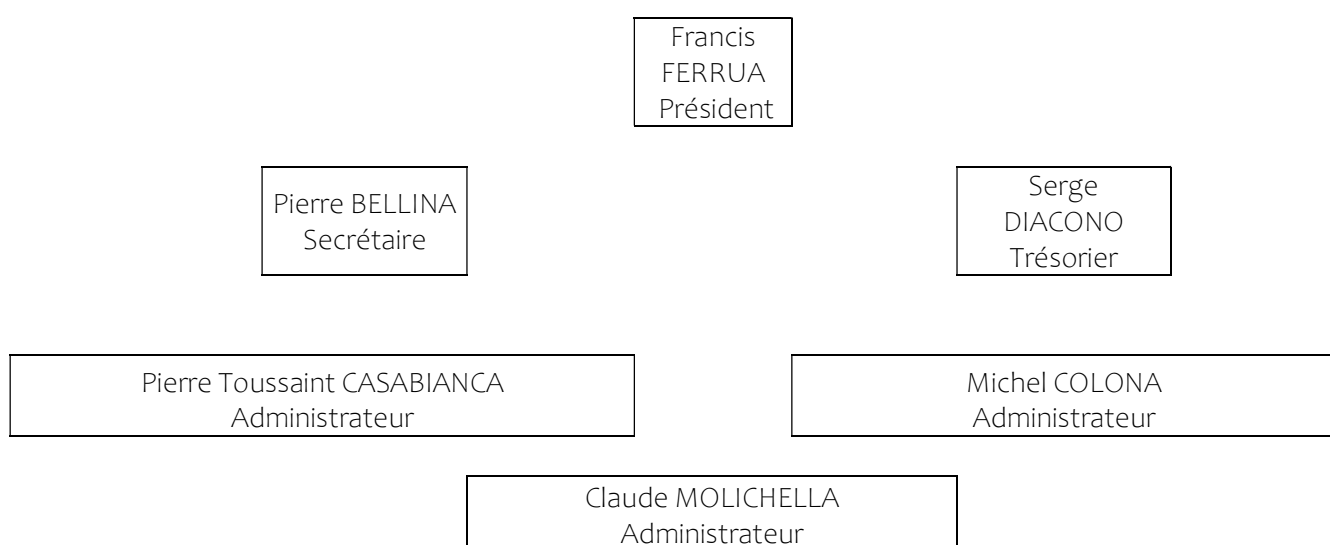 Francis
FERRUA
Président
Pierre BELLINA
Secrétaire
Serge
DIACONO
Trésorier
Pierre Toussaint CASABIANCA
Administrateur
Michel COLONA
Administrateur
Claude MOLICHELLA
Administrateur